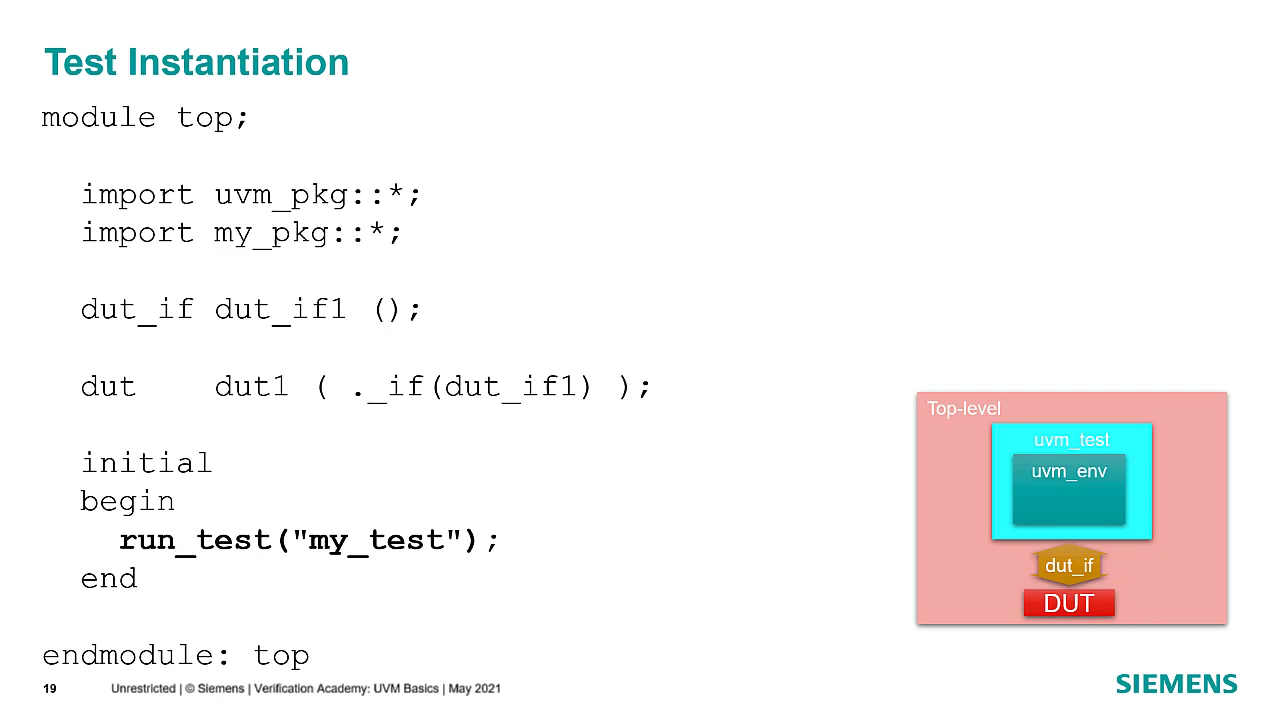 Test Instantiation
module top;
import uvm_pkg::*;
import my_pkg::*;
dut_if dut_if1 ();
dut dut1 ( ._if(dut_if1) );
initial
begin
run_test("my_test");
end
endmodule: top
Top-level
uvm_test
uvm_env
dut_if
DUT
19 Unrestricted | © Siemens | Verification Academy: UVM Basics | May 2021
SIEMENS